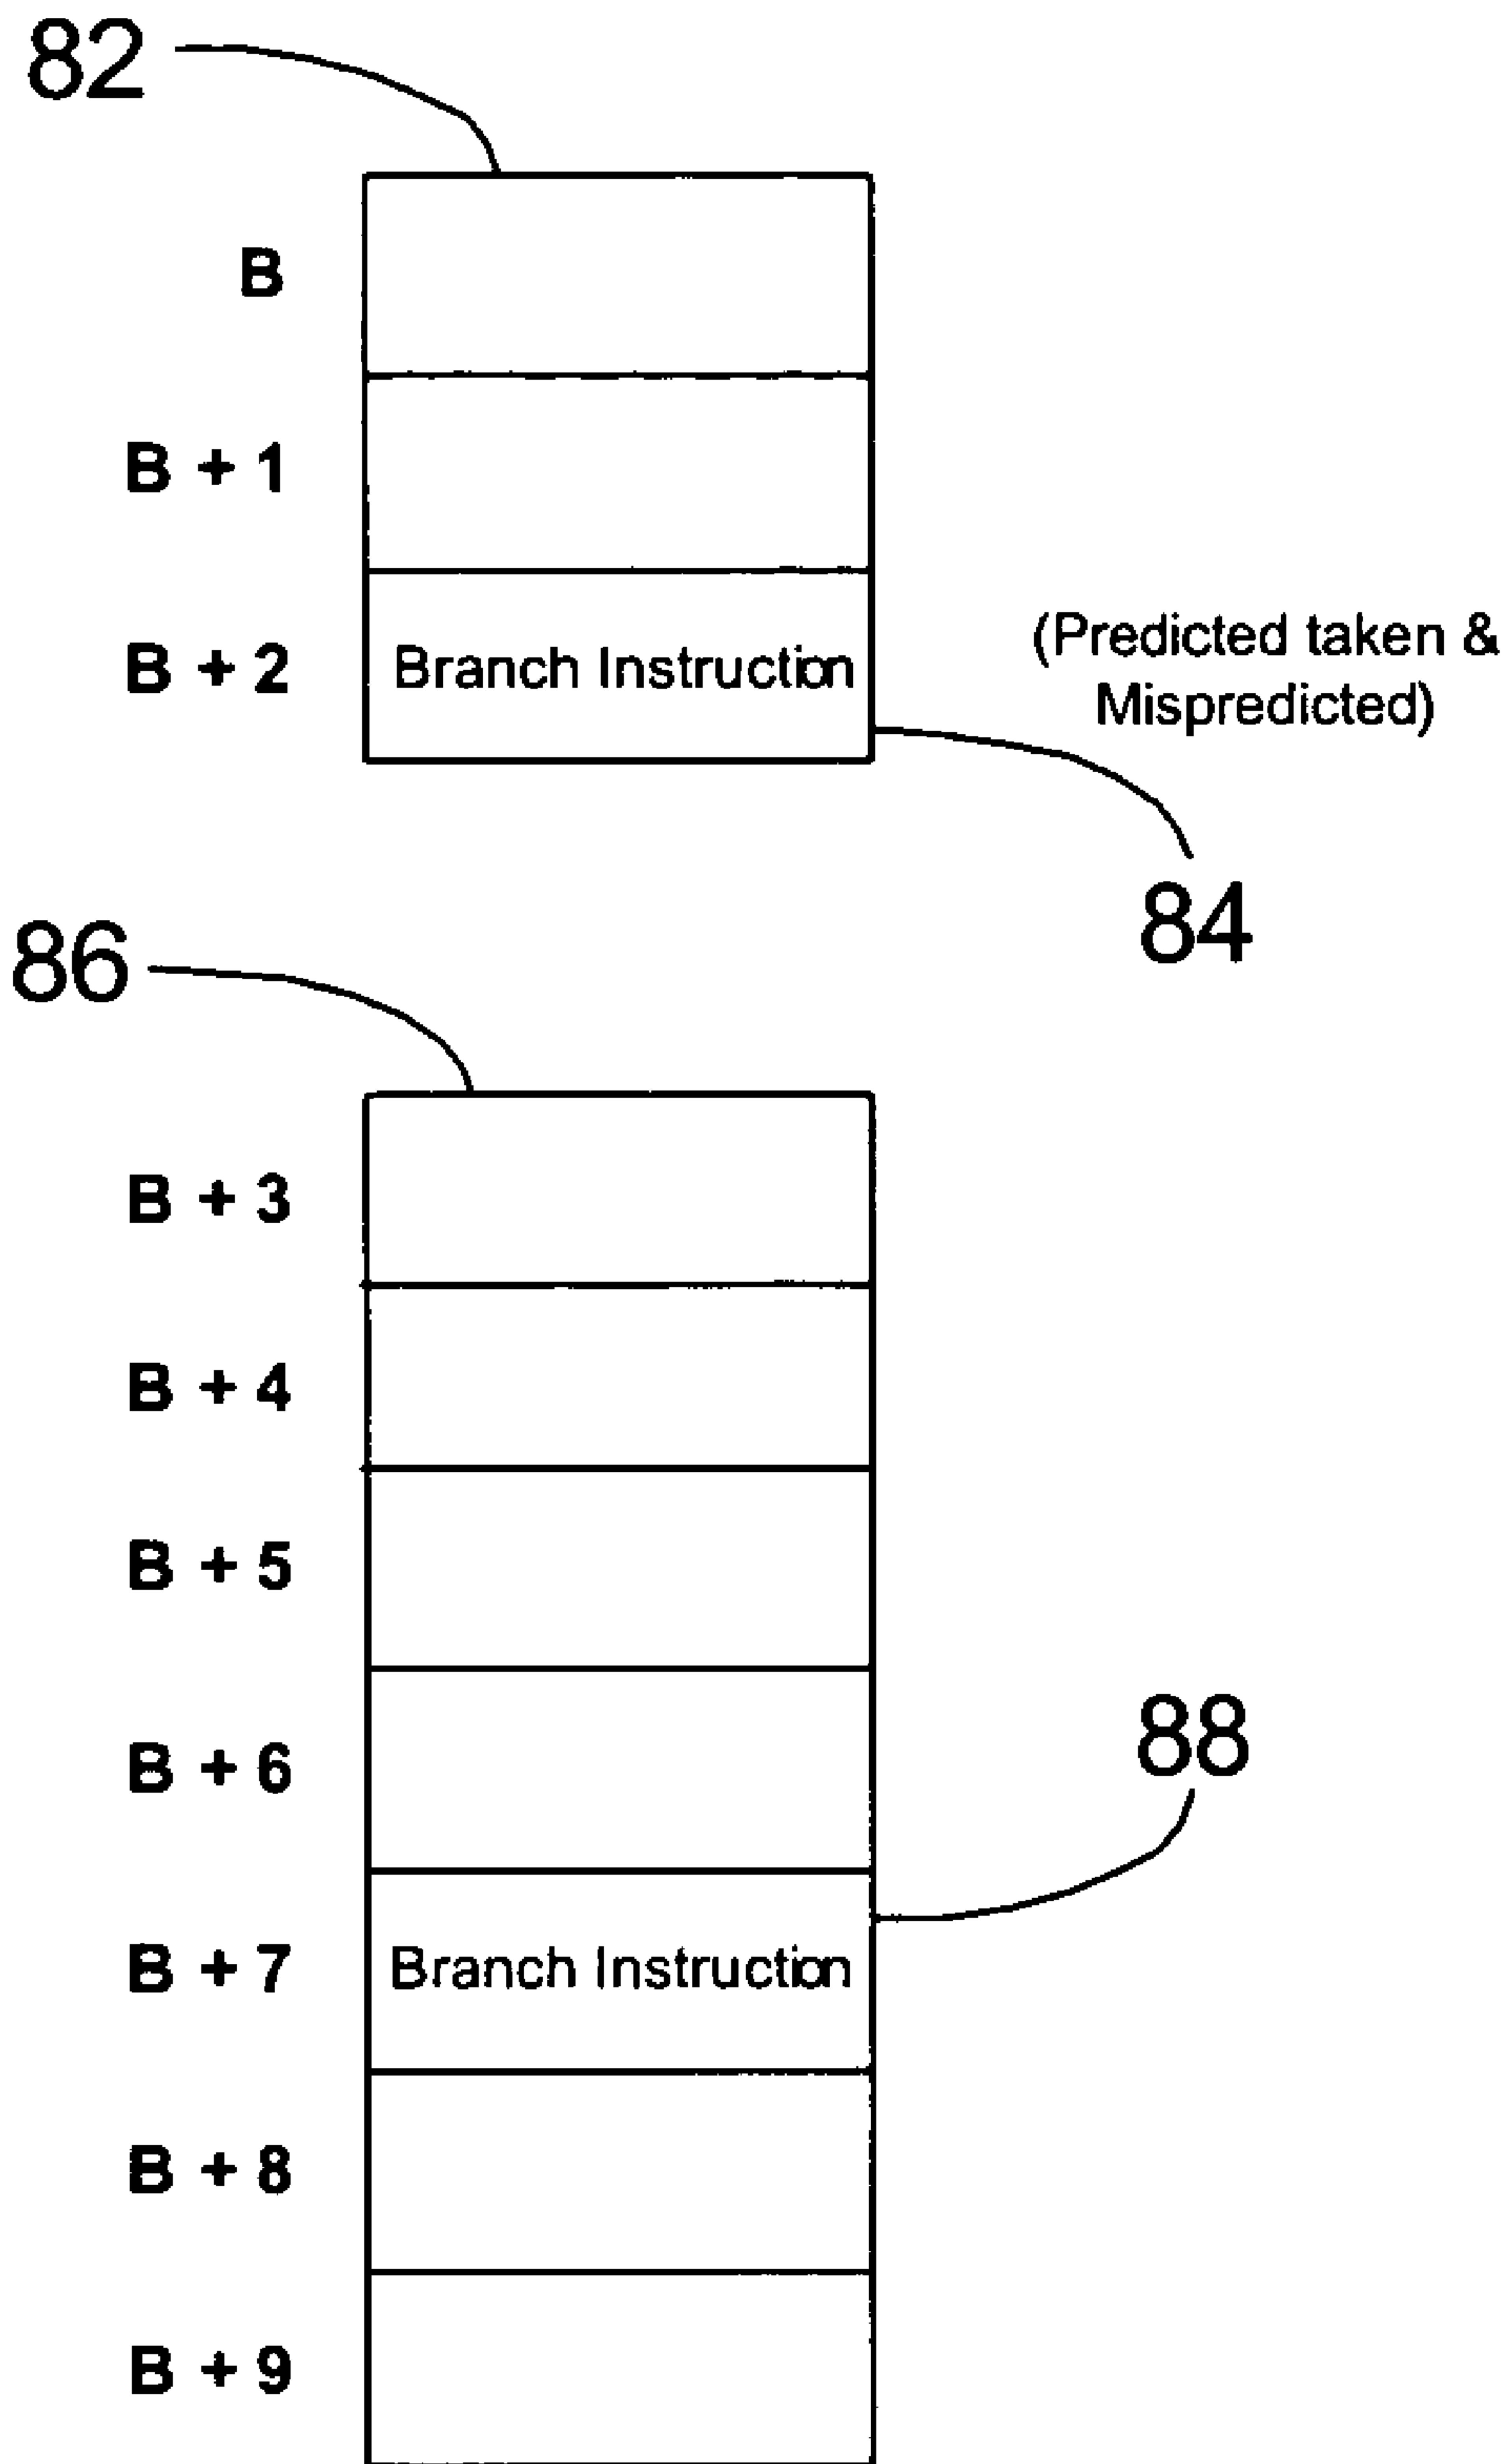 82
B
B + 1
B + 2 Branch Instruction
(Predicted taken &
Mispredicted)
84
86
B + 3
B + 4
B + 5
B + 6
88
B + 7 Branch Instruction
B + 8
B + 9